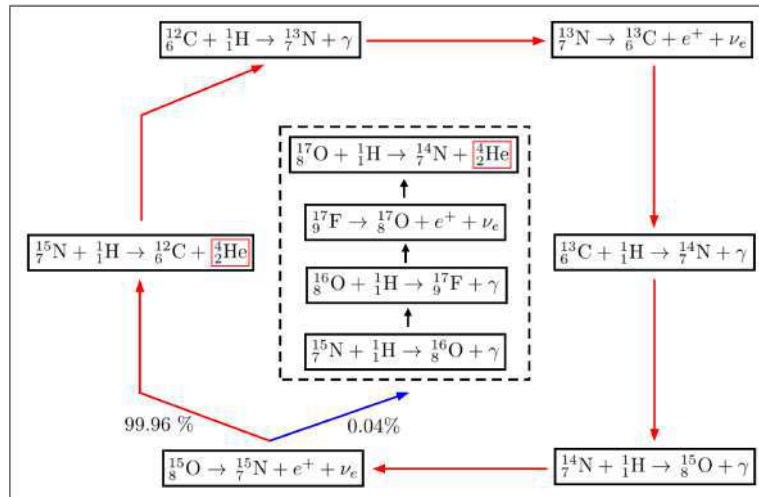 ¹²₆C + ¹₁H → ¹³₇N + γ
¹³₇N → ¹³₆C + e⁺ + νₑ
¹⁷₈O + ¹₁H → ¹⁴₇N + ⁴₂He
¹⁷₉F → ¹⁷₈O + e⁺ + νₑ
¹⁵₇N + ¹₁H → ¹²₆C + ⁴₂He
¹³₆C + ¹₁H → ¹⁴₇N + γ
¹⁶₈O + ¹₁H → ¹⁷₉F + γ
¹⁵₇N + ¹₁H → ¹⁶₈O + γ
99.96 %
0.04%
¹⁵₈O → ¹⁵₇N + e⁺ + νₑ
¹⁴₇N + ¹₁H → ¹⁵₈O + γ